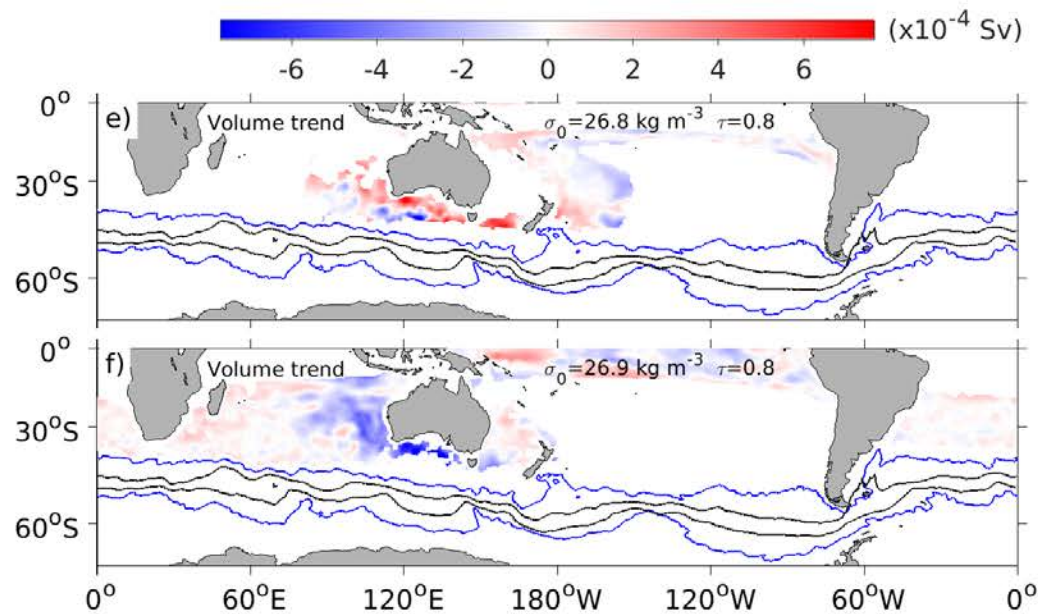 (x10⁻⁴ Sv)
-6 -4 -2 0 2 4 6
0°
e) Volume trend σ₀=26.8 kg m⁻³ τ=0.8
30°S
60°S
0°
f) Volume trend σ₀=26.9 kg m⁻³ τ=0.8
30°S
60°S
0° 60°E 120°E 180°W 120°W 60°W 0°